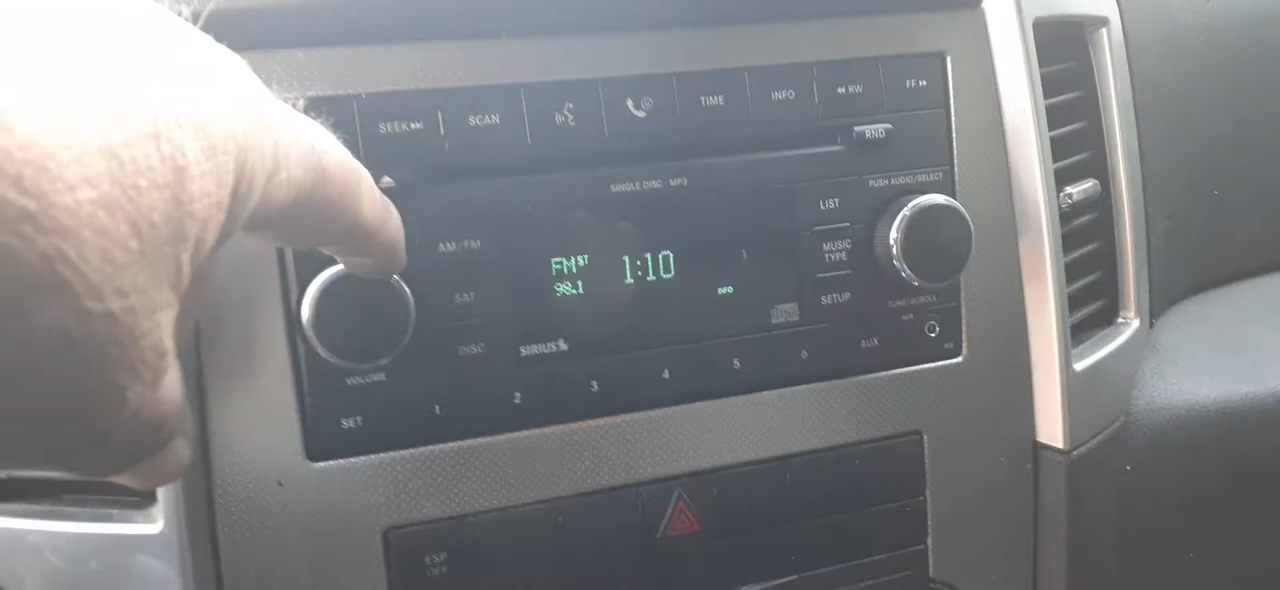 SEEK⏭ SCAN TIME INFO ◀◀ RW FF ▶▶
RND
SINGLE DISC · MP3
PUSH AUDIO/SELECT
AM/FM
LIST
FM ST 1:10
98.1
MUSIC
TYPE
SAT
INFO
SETUP
TUNE/SCROLL
AUX
DISC
SIRIUS
AUX
VOLUME
SET 1 2 3 4 5 6
ESP
OFF